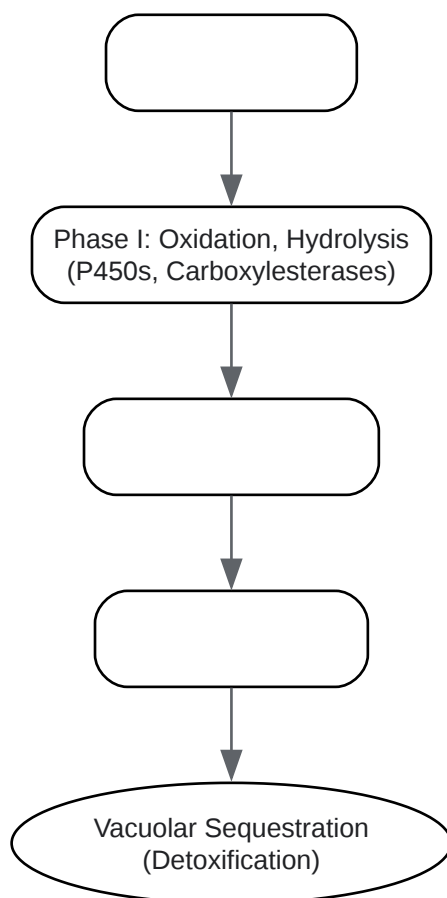 Phase I: Oxidation, Hydrolysis
(P450s, Carboxylesterases)
Vacuolar Sequestration
(Detoxification)